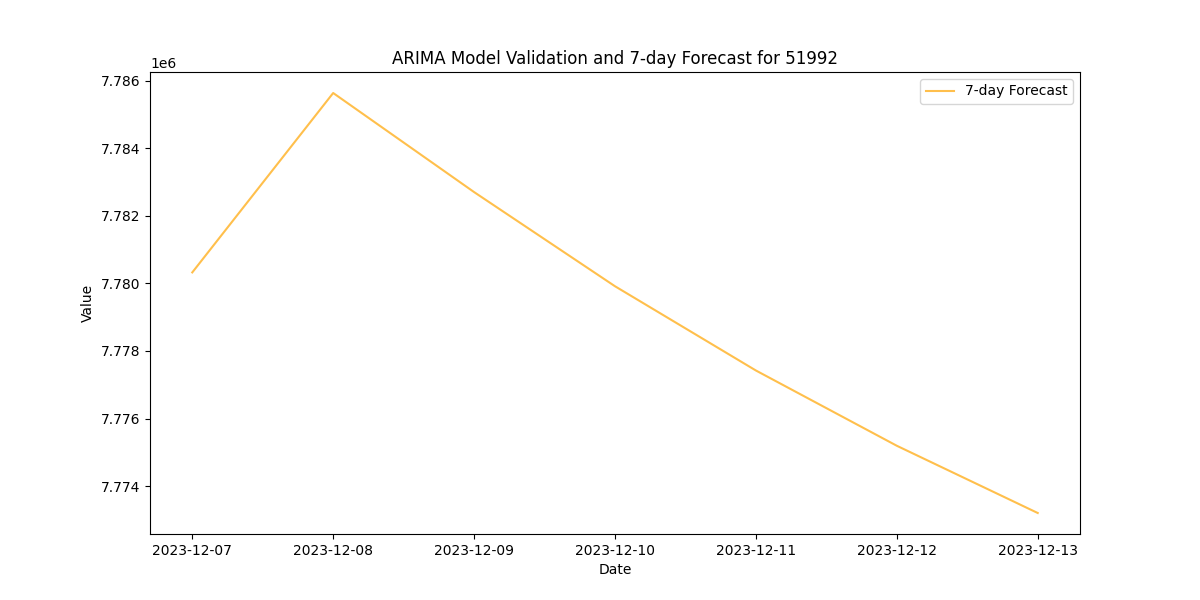 ARIMA Model Validation and 7-day Forecast for 51992
1e6
7-day Forecast
7.786
7.784
7.782
7.780
7.778
7.776
7.774
Value
2023-12-07 2023-12-08 2023-12-09 2023-12-10 2023-12-11 2023-12-12 2023-12-13
Date